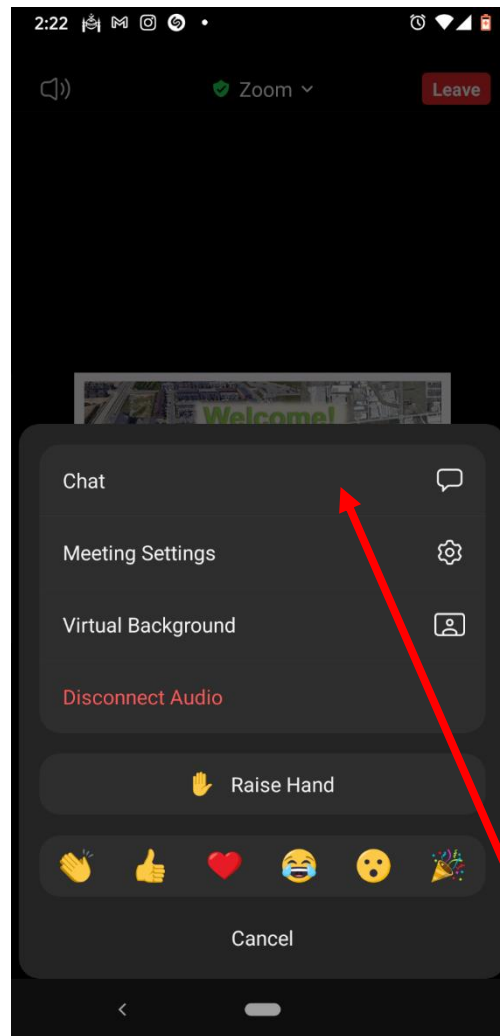 2:22
Zoom
Leave
Welcome!
Chat
Meeting Settings
Virtual Background
Disconnect Audio
Raise Hand
Cancel